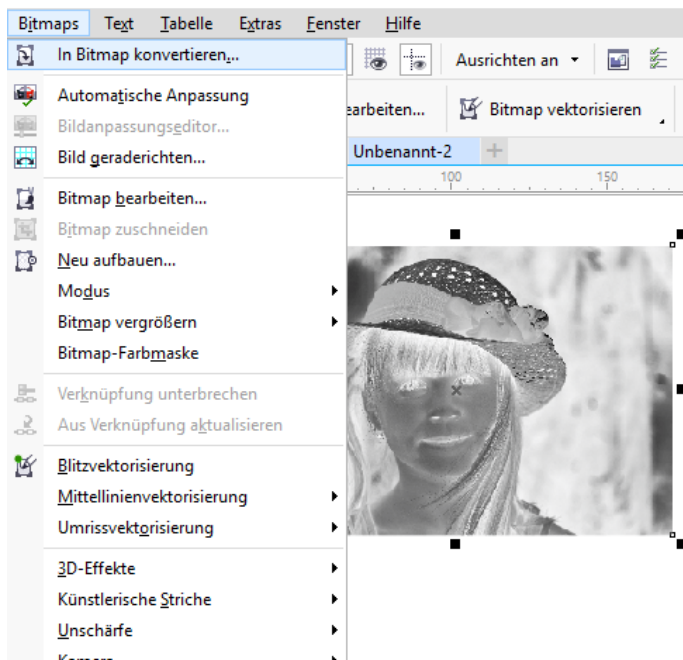 Bitmaps Text Tabelle Extras Fenster Hilfe
In Bitmap konvertieren...
Ausrichten an
Automatische Anpassung
Bildanpassungseditor...
earbeiten...
Bitmap vektorisieren
Bild geraderichten...
Unbenannt-2
100 150
Bitmap bearbeiten...
Bitmap zuschneiden
Neu aufbauen...
Modus
Bitmap vergrößern
Bitmap-Farbmaske
Verknüpfung unterbrechen
Aus Verknüpfung aktualisieren
Blitzvektorisierung
Mittellinienvektorisierung
Umrissvektorisierung
3D-Effekte
Künstlerische Striche
Unschärfe